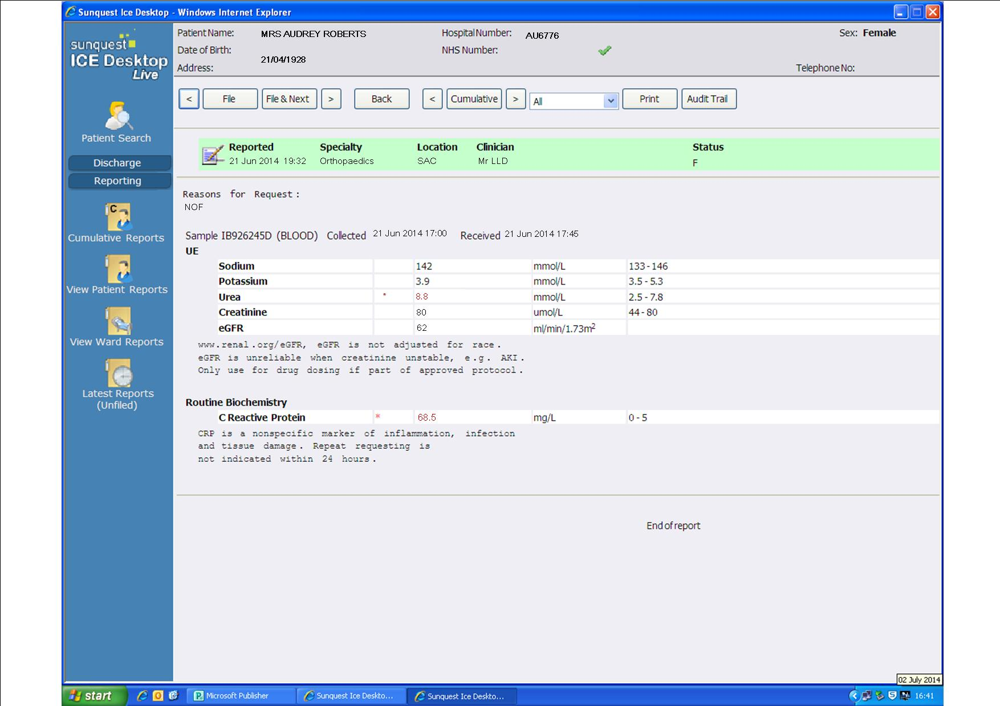 Sunquest Ice Desktop - Windows Internet Explorer
sunquest
ICE Desktop
Live
Patient Name: MRS AUDREY ROBERTS Hospital Number: AU6776 Sex: Female
Date of Birth: 21/04/1928 NHS Number:
Address: Telephone No:
< File File & Next > Back < Cumulative > All Print Audit Trail
Patient Search
Discharge
Reporting
C
Cumulative Reports
View Patient Reports
View Ward Reports
Latest Reports
(Unfiled)
Reported Specialty Location Clinician Status
21 Jun 2014 19:32 Orthopaedics SAC Mr LLD F
Reasons for Request :
NOF
Sample IB926245D (BLOOD) Collected 21 Jun 2014 17:00 Received 21 Jun 2014 17:45
UE
Sodium 142 mmol/L 133 - 146
Potassium 3.9 mmol/L 3.5 - 5.3
Urea * 8.8 mmol/L 2.5 - 7.8
Creatinine 80 umol/L 44 - 80
eGFR 62 ml/min/1.73m2
www.renal.org/eGFR, eGFR is not adjusted for race.
eGFR is unreliable when creatinine unstable, e.g. AKI.
Only use for drug dosing if part of approved protocol.
Routine Biochemistry
C Reactive Protein * 68.5 mg/L 0 - 5
CRP is a nonspecific marker of inflammation, infection
and tissue damage. Repeat requesting is
not indicated within 24 hours.
End of report
02 July 2014
start Microsoft Publisher Sunquest Ice Deskto... Sunquest Ice Deskto... 16:41